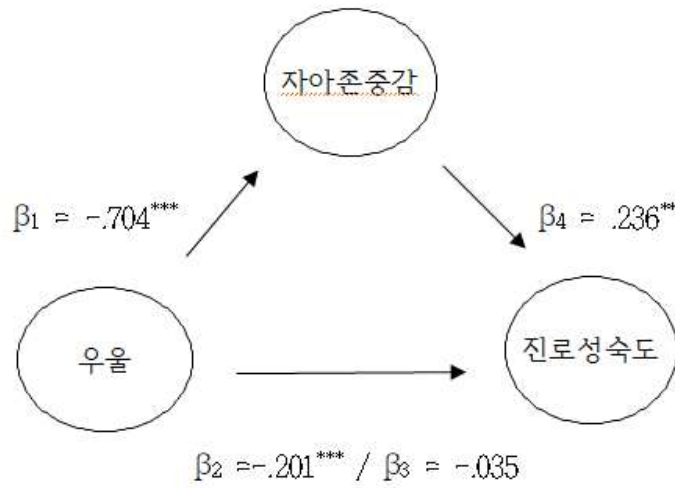 자아존중감
β₁ = -.704***
β₄ = .236**
우울
진로성숙도
β₂ =-.201*** / β₃ = -.035